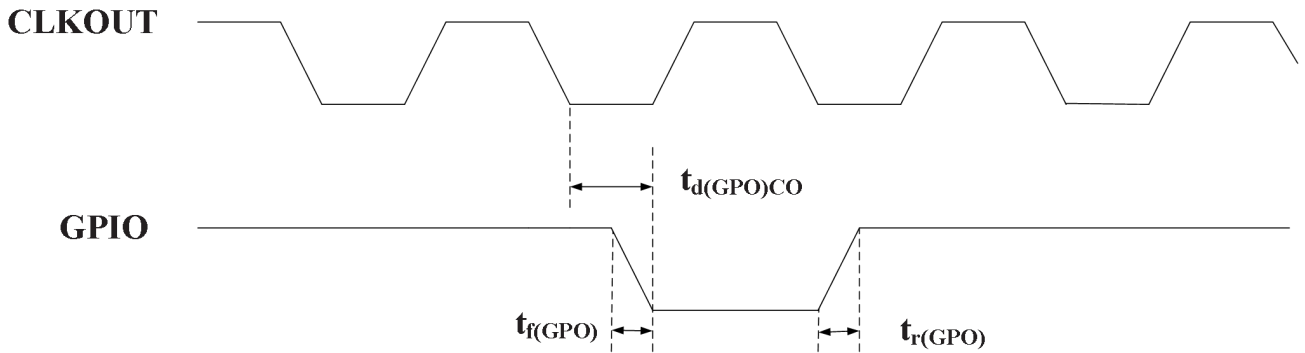 CLKOUT
td(GPO)CO
GPIO
tf(GPO)
tr(GPO)